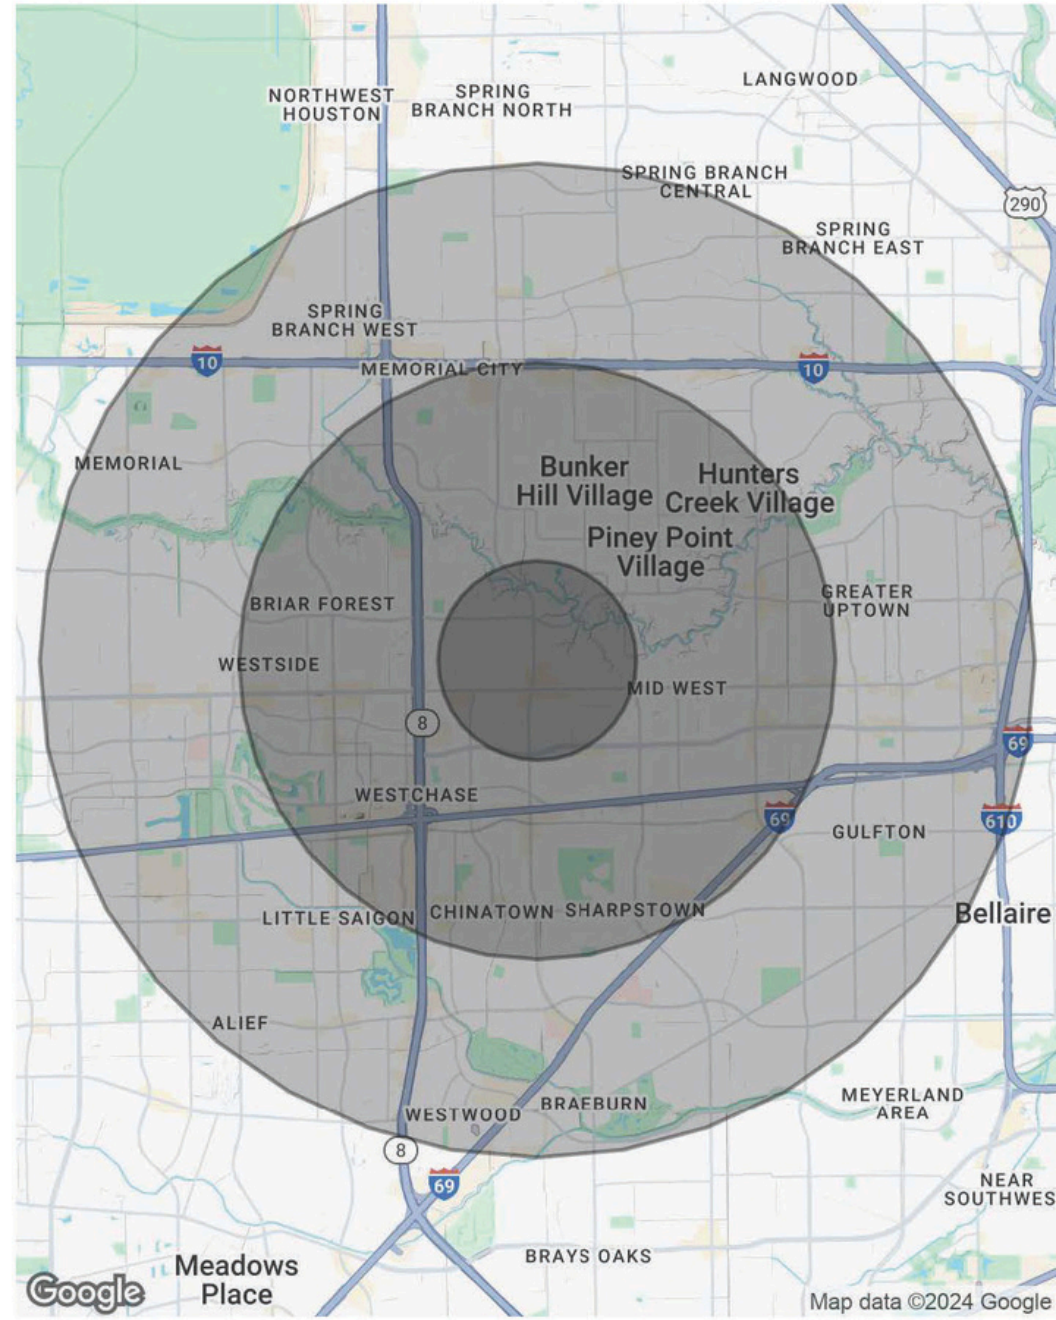 LANGWOOD
NORTHWEST
HOUSTON
SPRING
BRANCH NORTH
SPRING BRANCH
CENTRAL
290
SPRING
BRANCH EAST
SPRING
BRANCH WEST
10
MEMORIAL CITY
10
MEMORIAL
Bunker
Hill Village
Hunters
Creek Village
Piney Point
Village
BRIAR FOREST
GREATER
UPTOWN
WESTSIDE
MID WEST
8
69
WESTCHASE
69
610
GULFTON
LITTLE SAIGON
CHINATOWN
SHARPSTOWN
Bellaire
ALIEF
WESTWOOD
BRAEBURN
MEYERLAND
AREA
8
69
NEAR
SOUTHWES
BRAYS OAKS
Meadows
Place
Google
Map data ©2024 Google